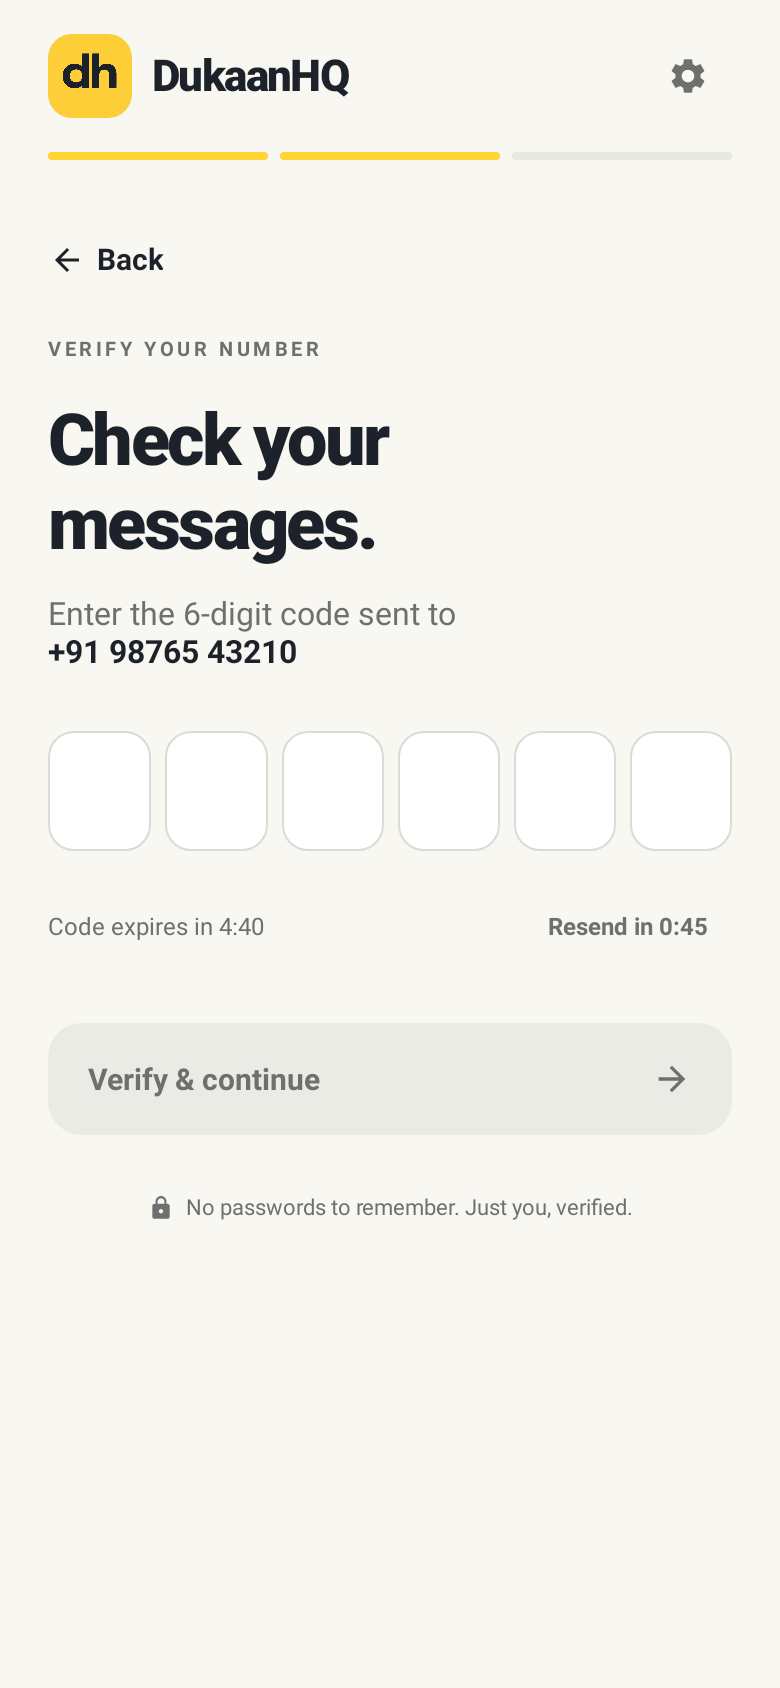 dh DukaanHQ
Back
VERIFY YOUR NUMBER
Check your
messages.
Enter the 6-digit code sent to
+91 98765 43210
Code expires in 4:40 Resend in 0:45
Verify & continue
No passwords to remember. Just you, verified.